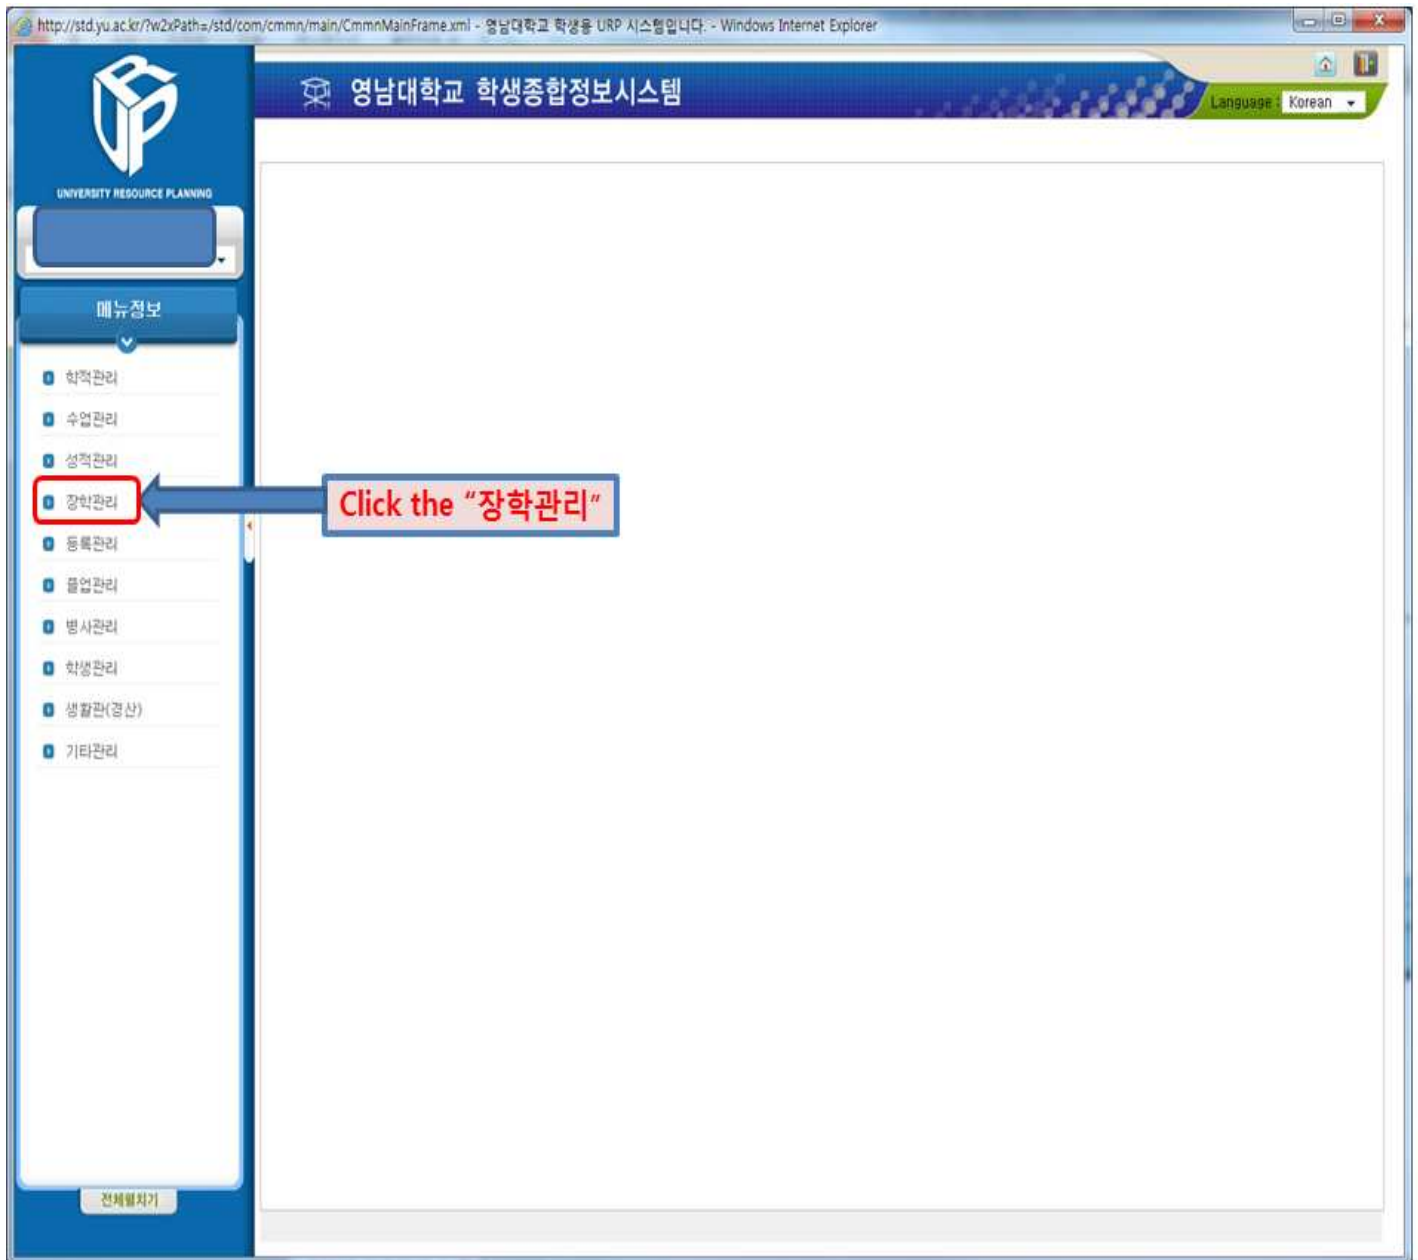 http://std.yu.ac.kr/?w2xPath=/std/com/cmmn/main/CmmnMainFrame.xml - 영남대학교 학생용 URP 시스템입니다. - Windows Internet Explorer
URP
UNIVERSITY RESOURCE PLANNING
영남대학교 학생종합정보시스템
Language : Korean
메뉴정보
학적관리
수업관리
성적관리
장학관리
Click the “장학관리”
등록관리
졸업관리
병사관리
학생관리
생활관(경산)
기타관리
전체펼치기